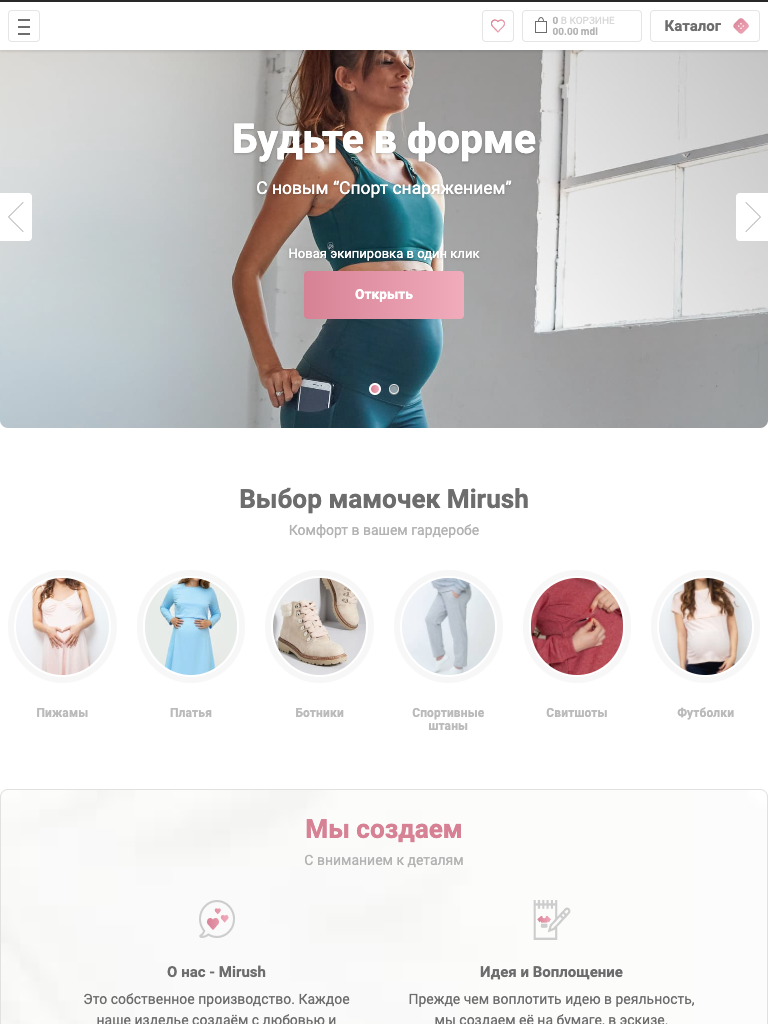 0 В КОРЗИНЕ
00.00 mdl
Каталог
Будьте в форме
С новым “Спорт снаряжением”
Новая экипировка в один клик
Открыть
Выбор мамочек Mirush
Комфорт в вашем гардеробе
Пижамы
Платья
Ботники
Спортивные
штаны
Свитшоты
Футболки
Мы создаем
С вниманием к деталям
О нас - Mirush
Это собственное производство. Каждое
наше изделье создаём с любовью и
Идея и Воплощение
Прежде чем воплотить идею в реяльность,
мы создаем её на бумаге, в эскизе.